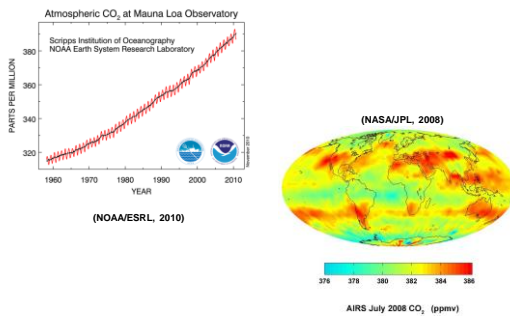 Atmospheric CO2 at Mauna Loa Observatory
Scripps Institution of Oceanography
NOAA Earth System Research Laboratory
PARTS PER MILLION
380
360
340
320
1960 1970 1980 1990 2000 2010
YEAR
November 2010
(NOAA/ESRL, 2010)
(NASA/JPL, 2008)
376 378 380 382 384 386
AIRS July 2008 CO2 (ppmv)